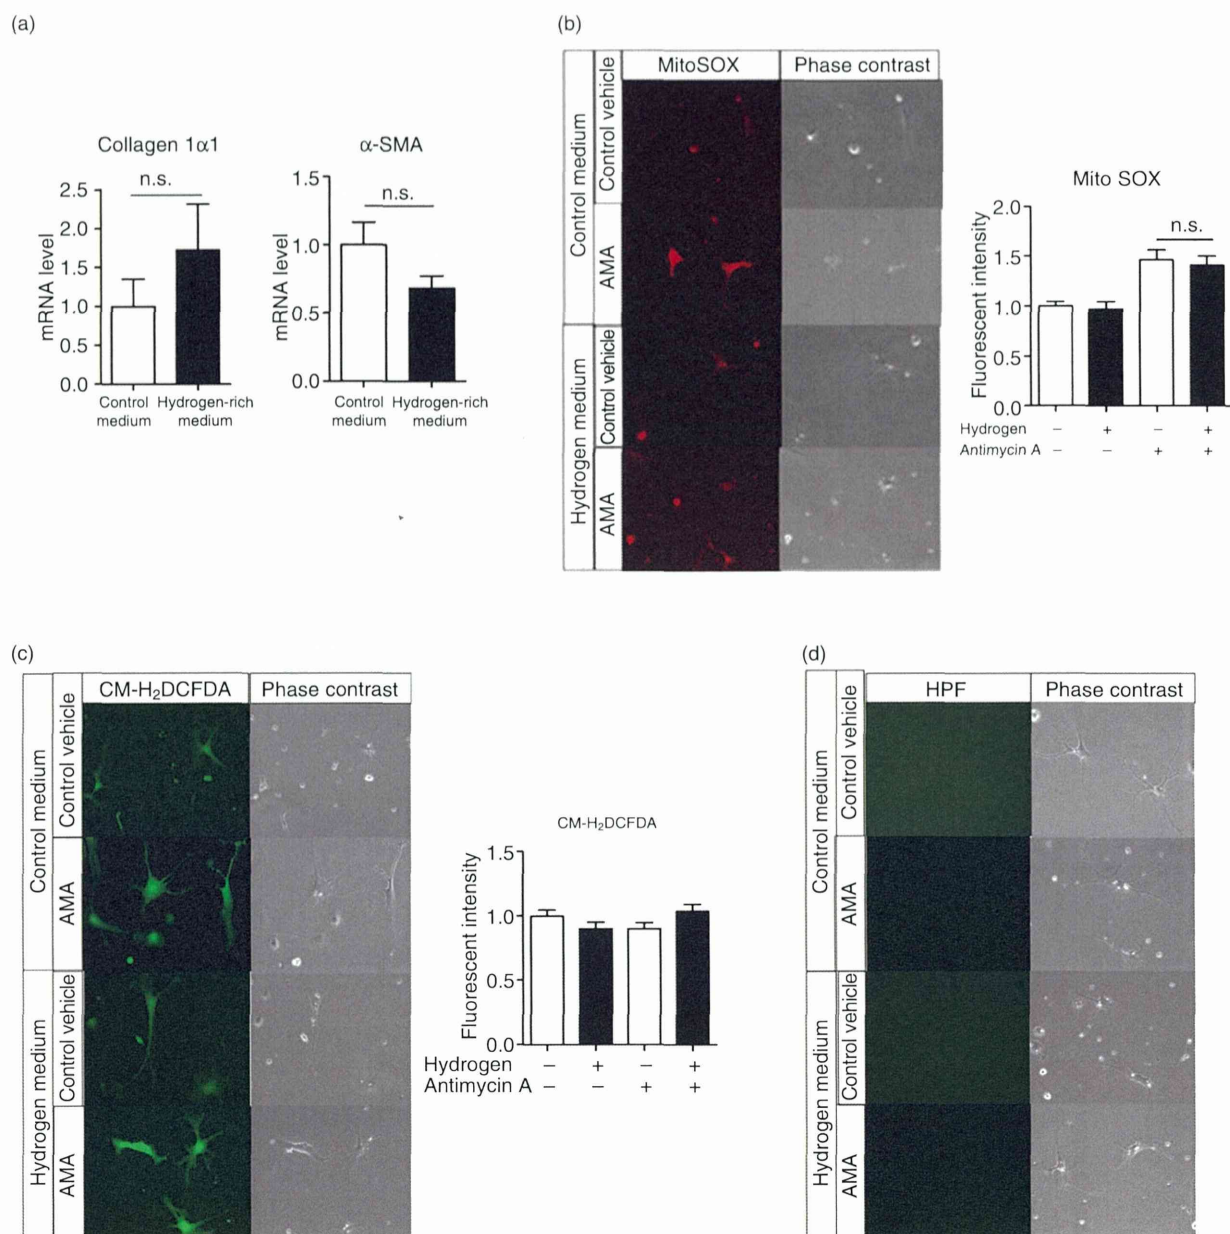 (a)
Collagen 1α1
n.s.
2.5
2.0
1.5
1.0
0.5
0.0
mRNA level
Control medium
Hydrogen-rich medium
α-SMA
n.s.
1.5
1.0
0.5
0.0
mRNA level
Control medium
Hydrogen-rich medium
(b)
MitoSOX
Phase contrast
Control medium
Control vehicle
AMA
Hydrogen medium
Control vehicle
AMA
Mito SOX
n.s.
2.0
1.5
1.0
0.5
0.0
Fluorescent intensity
Hydrogen − + − +
Antimycin A − − + +
(c)
CM-H₂DCFDA
Phase contrast
Control medium
Control vehicle
AMA
Hydrogen medium
Control vehicle
AMA
CM-H₂DCFDA
1.5
1.0
0.5
0.0
Fluorescent intensity
Hydrogen − + − +
Antimycin A − − + +
(d)
HPF
Phase contrast
Control medium
Control vehicle
AMA
Hydrogen medium
Control vehicle
AMA